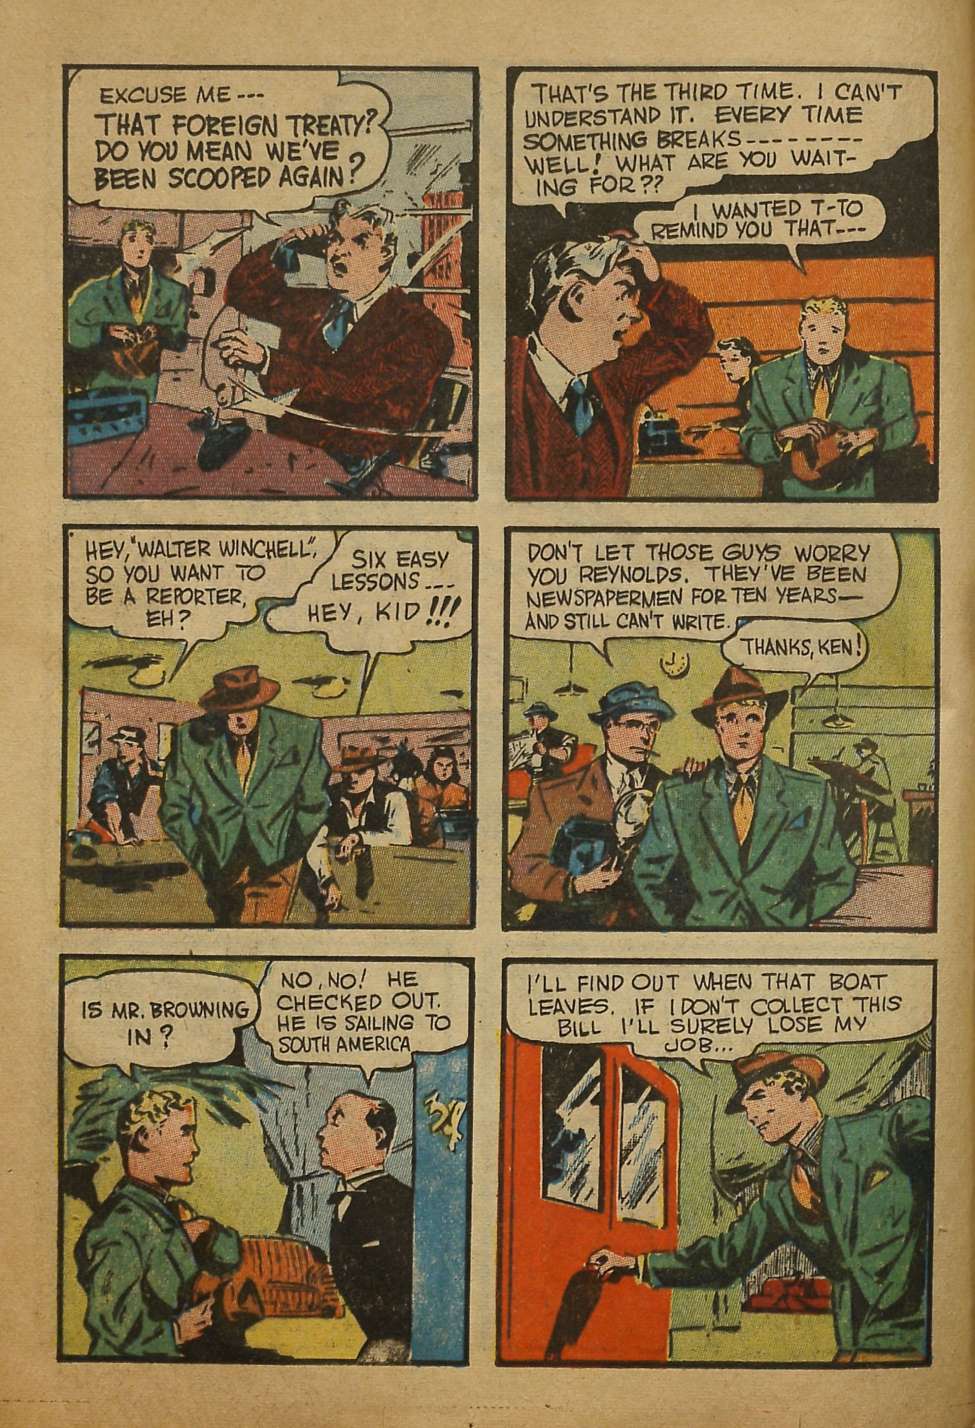 EXCUSE ME---
THAT FOREIGN TREATY?
DO YOU MEAN WE'VE
BEEN SCOOPED AGAIN?
THAT'S THE THIRD TIME. I CAN'T
UNDERSTAND IT. EVERY TIME
SOMETHING BREAKS--------
WELL! WHAT ARE YOU WAIT-
ING FOR??
I WANTED T-TO
REMIND YOU THAT---
HEY, "WALTER WINCHELL",
SO YOU WANT TO
BE A REPORTER,
EH?
SIX EASY
LESSONS----
HEY, KID!!!
DON'T LET THOSE GUYS WORRY
YOU REYNOLDS. THEY'VE BEEN
NEWSPAPERMEN FOR TEN YEARS—
AND STILL CAN'T WRITE.
THANKS, KEN!
IS MR. BROWNING
IN?
NO, NO! HE
CHECKED OUT.
HE IS SAILING TO
SOUTH AMERICA
34
I'LL FIND OUT WHEN THAT BOAT
LEAVES. IF I DON'T COLLECT THIS
BILL I'LL SURELY LOSE MY
JOB...